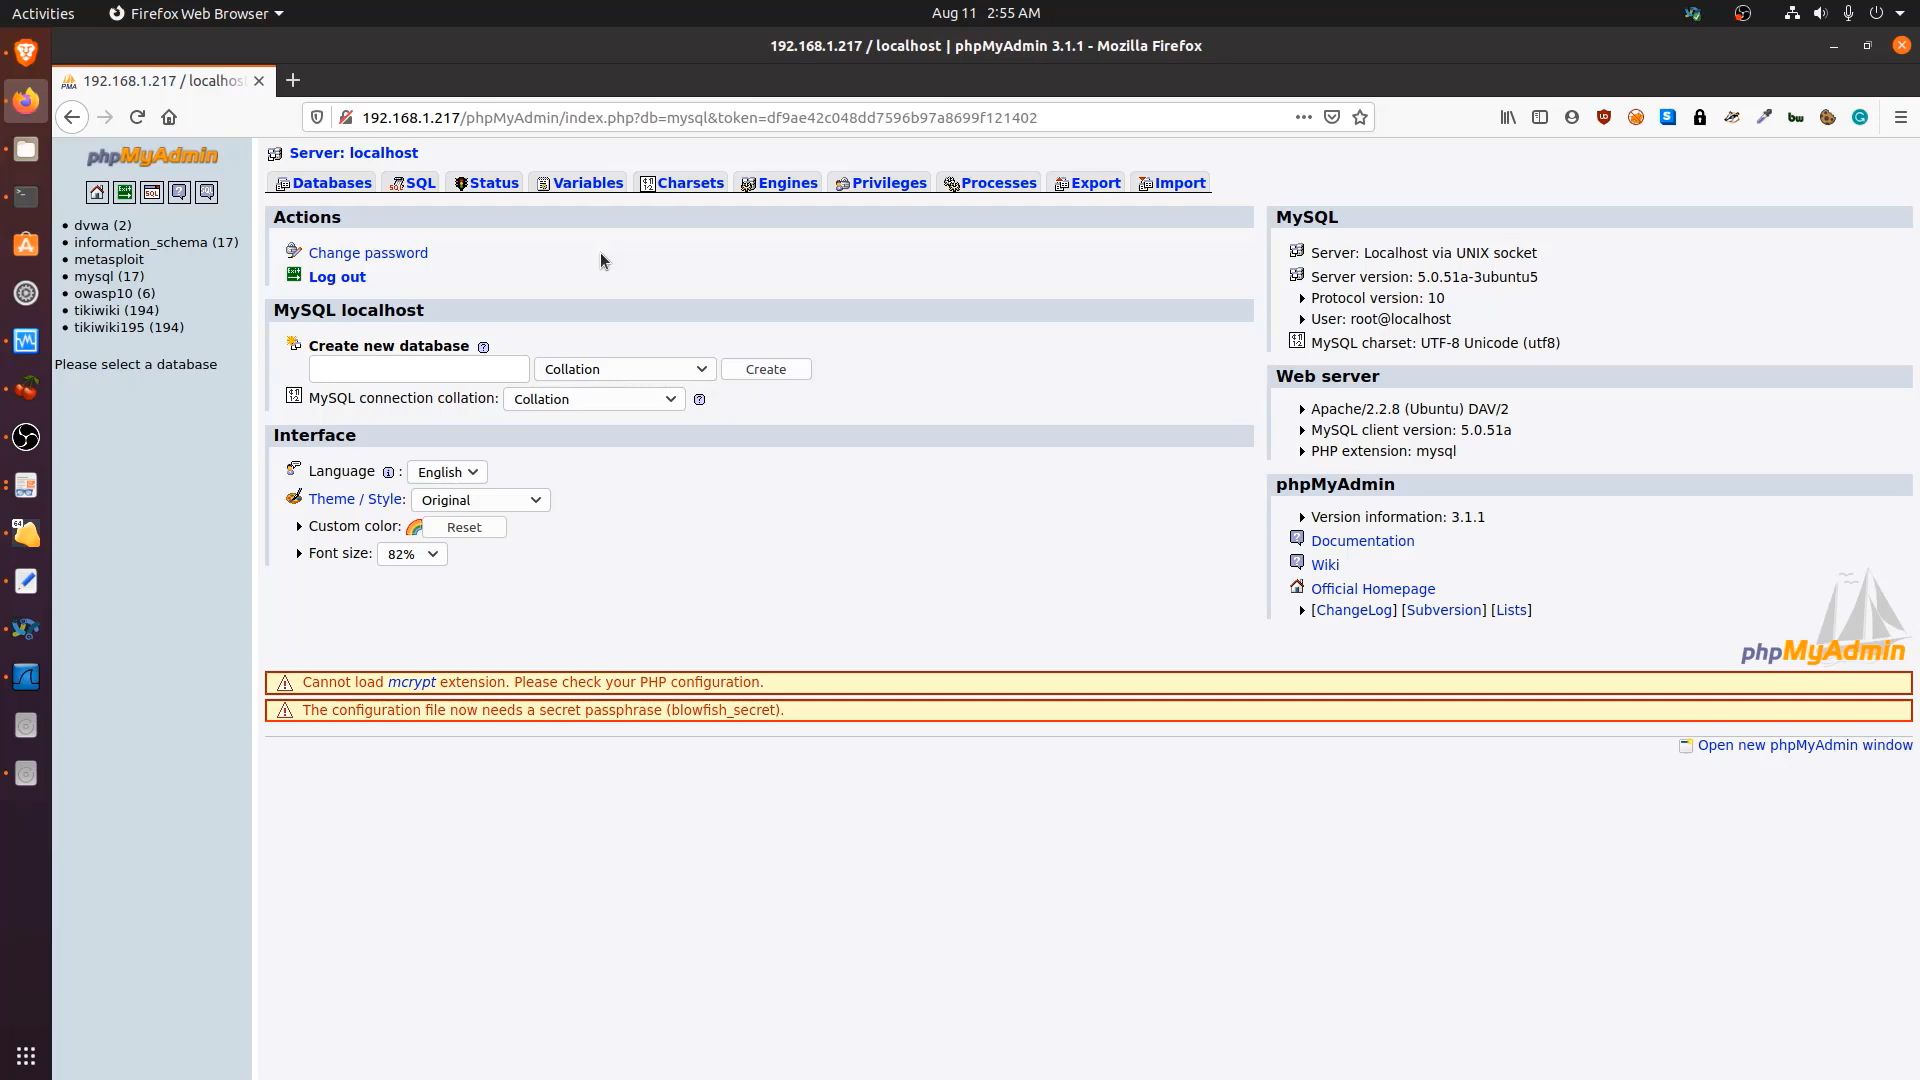 Activities Firefox Web Browser Aug 11 2:55 AM
192.168.1.217 / localhost | phpMyAdmin 3.1.1 - Mozilla Firefox
PMA 192.168.1.217 / localhos
192.168.1.217/phpMyAdmin/index.php?db=mysql&token=df9ae42c048dd7596b97a8699f121402
phpMyAdmin
Exit SQL ? SQL
dvwa (2)
information_schema (17)
metasploit
mysql (17)
owasp10 (6)
tikiwiki (194)
tikiwiki195 (194)
Please select a database
Server: localhost
Databases SQL Status Variables Charsets Engines Privileges Processes Export Import
Actions
Change password
Log out
MySQL localhost
Create new database
Collation Create
MySQL connection collation: Collation
Interface
Language : English
Theme / Style: Original
Custom color: Reset
Font size: 82%
MySQL
Server: Localhost via UNIX socket
Server version: 5.0.51a-3ubuntu5
Protocol version: 10
User: root@localhost
MySQL charset: UTF-8 Unicode (utf8)
Web server
Apache/2.2.8 (Ubuntu) DAV/2
MySQL client version: 5.0.51a
PHP extension: mysql
phpMyAdmin
Version information: 3.1.1
Documentation
Wiki
Official Homepage
[ChangeLog] [Subversion] [Lists]
phpMyAdmin
Cannot load mcrypt extension. Please check your PHP configuration.
The configuration file now needs a secret passphrase (blowfish_secret).
Open new phpMyAdmin window
64